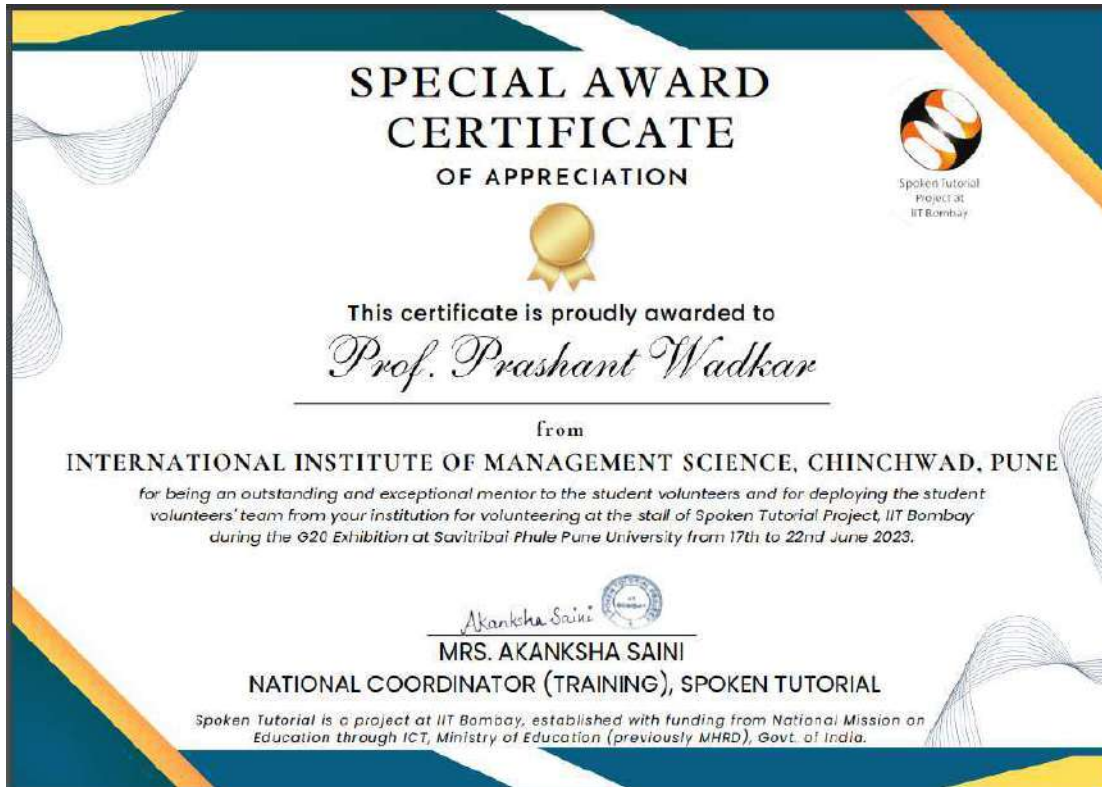 SPECIAL AWARD
CERTIFICATE
OF APPRECIATION
Spoken Tutorial
Project at
IIT Bombay
This certificate is proudly awarded to
Prof. Prashant Wadkar
from
INTERNATIONAL INSTITUTE OF MANAGEMENT SCIENCE, CHINCHWAD, PUNE
for being an outstanding and exceptional mentor to the student volunteers and for deploying the student
volunteers' team from your institution for volunteering at the stall of Spoken Tutorial Project, IIT Bombay
during the G20 Exhibition at Savitribai Phule Pune University from 17th to 22nd June 2023.
Akanksha Saini
MRS. AKANKSHA SAINI
NATIONAL COORDINATOR (TRAINING), SPOKEN TUTORIAL
Spoken Tutorial is a project at IIT Bombay, established with funding from National Mission on
Education through ICT, Ministry of Education (previously MHRD), Govt. of India.